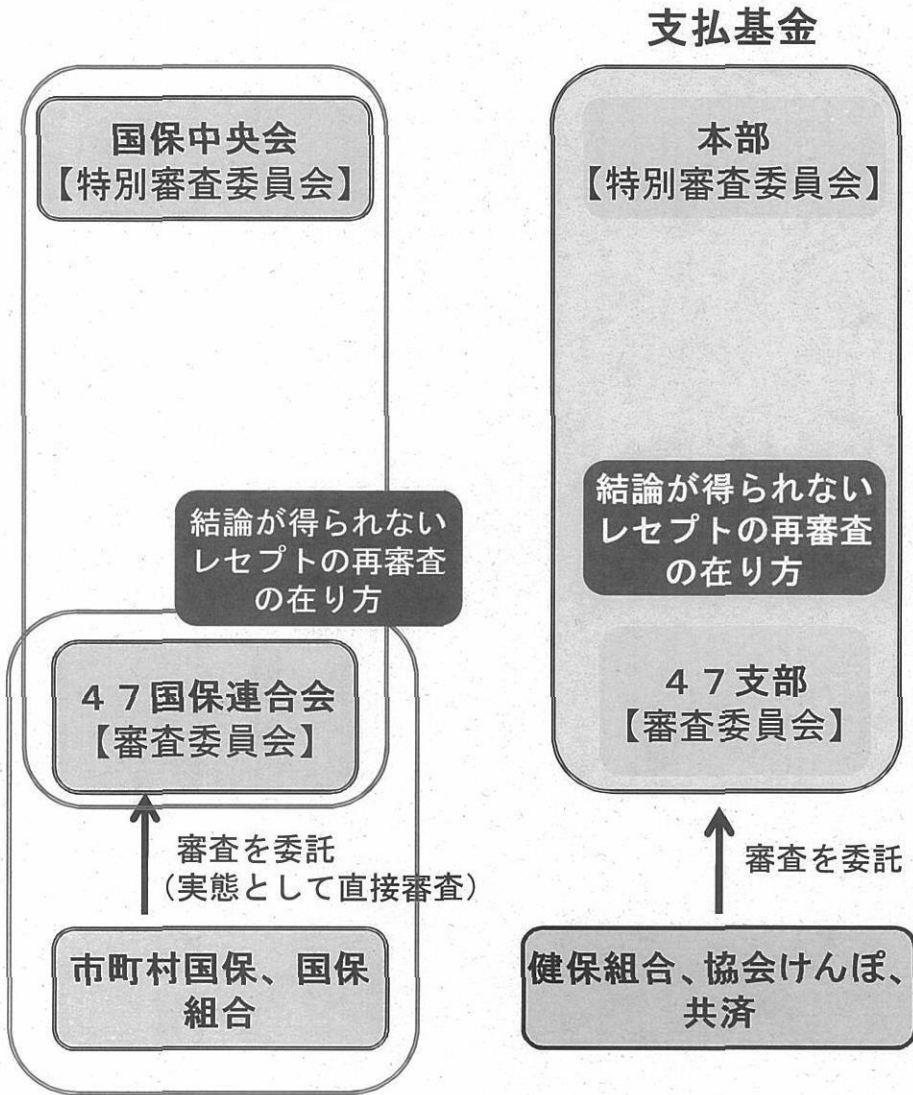 国保中央会
【特別審査委員会】
結論が得られない
レセプトの再審査
の在り方
47国保連合会
【審査委員会】
審査を委託
(実態として直接審査)
市町村国保、国保
組合
支払基金
本部
【特別審査委員会】
結論が得られない
レセプトの再審査
の在り方
47支部
【審査委員会】
審査を委託
健保組合、協会けんぽ、
共済